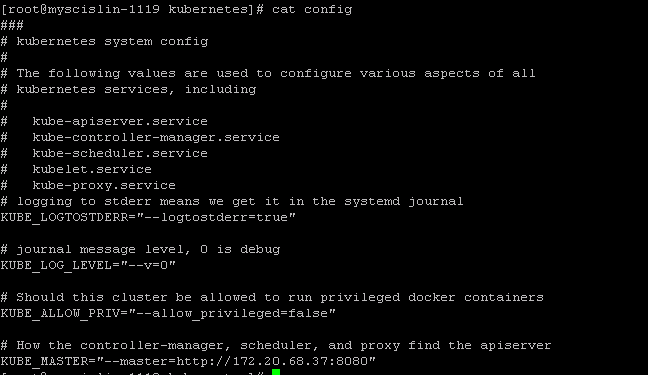 [root@myscislin-1119 kubernetes]# cat config
###
# kubernetes system config
#
# The following values are used to configure various aspects of all
# kubernetes services, including
#
#   kube-apiserver.service
#   kube-controller-manager.service
#   kube-scheduler.service
#   kubelet.service
#   kube-proxy.service
# logging to stderr means we get it in the systemd journal
KUBE_LOGTOSTDERR="--logtostderr=true"

# journal message level, 0 is debug
KUBE_LOG_LEVEL="--v=0"

# Should this cluster be allowed to run privileged docker containers
KUBE_ALLOW_PRIV="--allow_privileged=false"

# How the controller-manager, scheduler, and proxy find the apiserver
KUBE_MASTER="--master=http://172.20.68.37:8080"